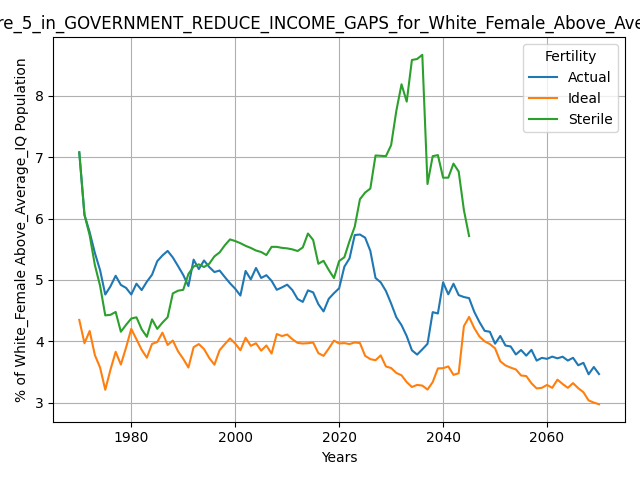 re_5_in_GOVERNMENT_REDUCE_INCOME_GAPS_for_White_Female_Above_Ave
% of White_Female Above_Average_IQ Population
Fertility
Actual
Ideal
Sterile
8
7
6
5
4
3
1980 2000 2020 2040 2060
Years